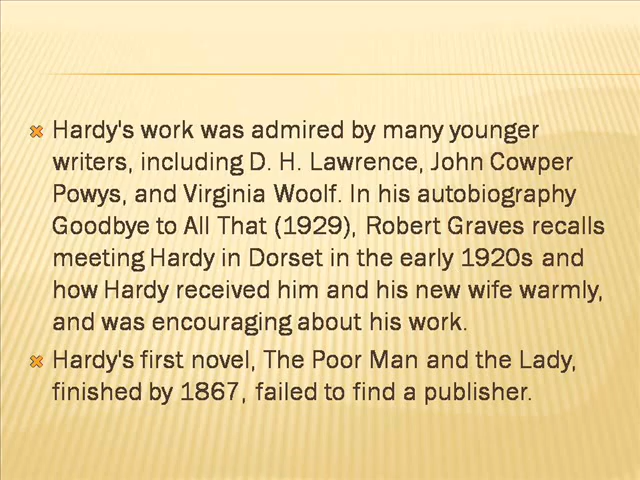 Hardy's work was admired by many younger
writers, including D. H. Lawrence, John Cowper
Powys, and Virginia Woolf. In his autobiography
Goodbye to All That (1929), Robert Graves recalls
meeting Hardy in Dorset in the early 1920s and
how Hardy received him and his new wife warmly,
and was encouraging about his work.
Hardy's first novel, The Poor Man and the Lady,
finished by 1867, failed to find a publisher.